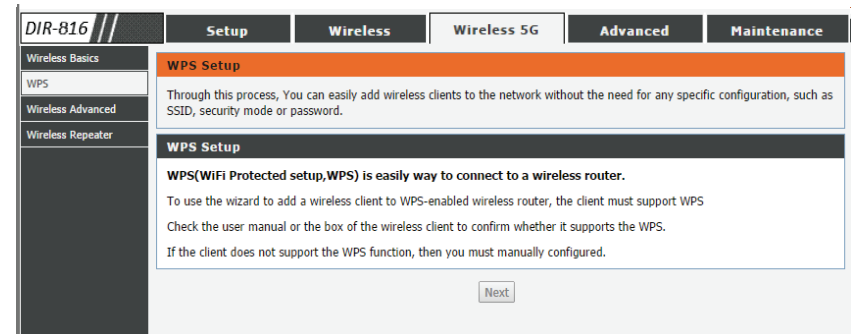 DIR-816
Setup
Wireless
Wireless 5G
Advanced
Maintenance
Wireless Basics
WPS
Wireless Advanced
Wireless Repeater
WPS Setup
Through this process, You can easily add wireless clients to the network without the need for any specific configuration, such as
SSID, security mode or password.
WPS Setup
WPS(WiFi Protected setup,WPS) is easily way to connect to a wireless router.
To use the wizard to add a wireless client to WPS-enabled wireless router, the client must support WPS
Check the user manual or the box of the wireless client to confirm whether it supports the WPS.
If the client does not support the WPS function, then you must manually configured.
Next